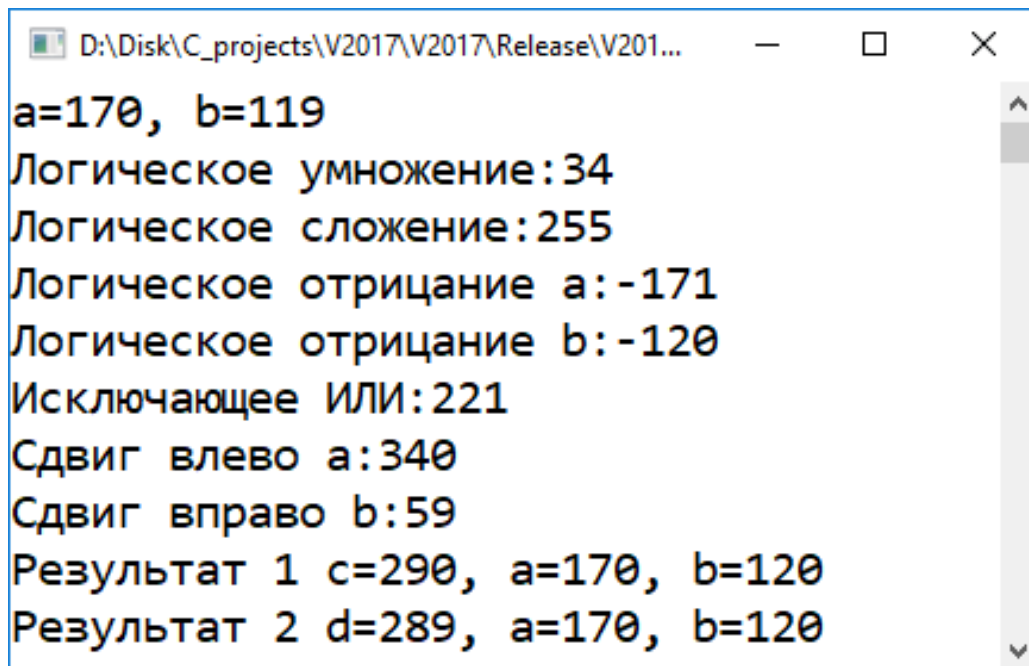 D:\Disk\C_projects\V2017\V2017\Release\V201...
a=170, b=119
Логическое умножение:34
Логическое сложение:255
Логическое отрицание a:-171
Логическое отрицание b:-120
Исключающее ИЛИ:221
Сдвиг влево a:340
Сдвиг вправо b:59
Результат 1 c=290, a=170, b=120
Результат 2 d=289, a=170, b=120